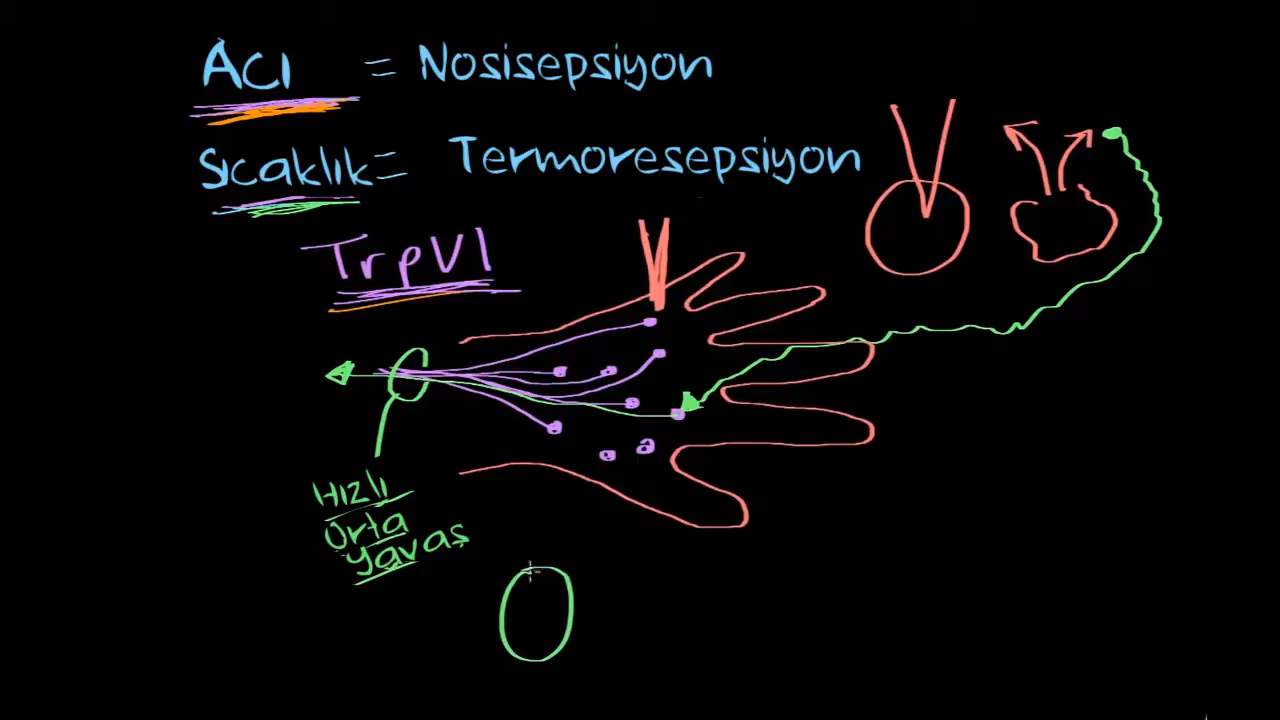 Acı = Nosisepsiyon
Sıcaklık = Termoresepsiyon
TrpV1
Hızlı
Orta
Yavaş